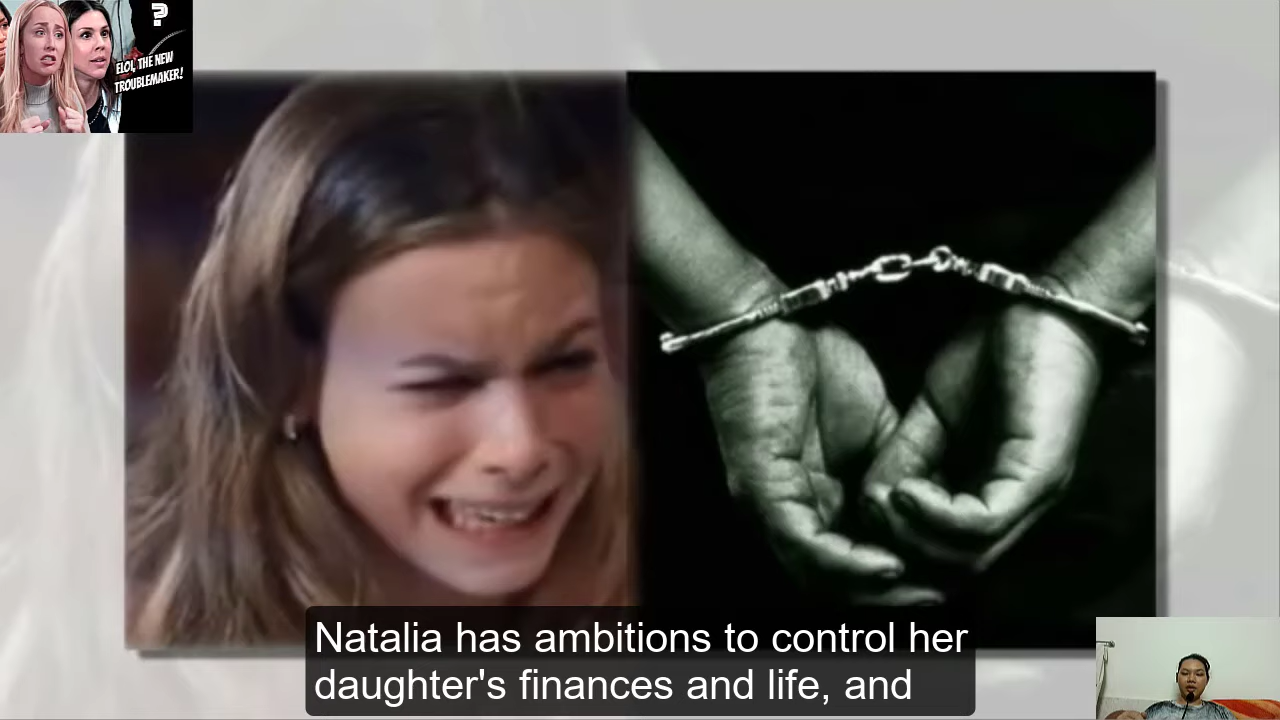 ?
ELOI, THE NEW
TROUBLEMAKER!
Natalia has ambitions to control her
daughter's finances and life, and